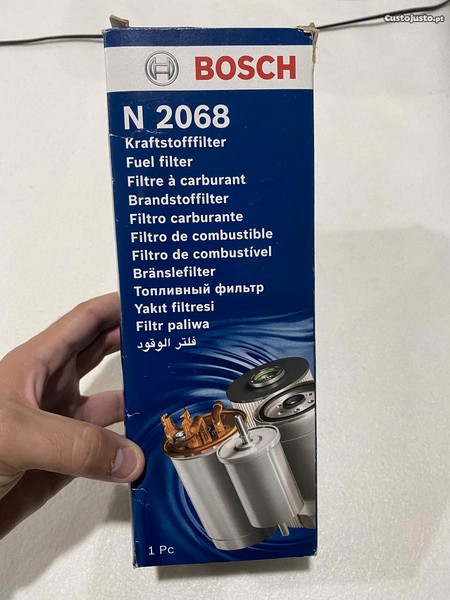 CustoJusto.pt
BOSCH
N 2068
Kraftstofffilter
Fuel filter
Filtre à carburant
Brandstoffilter
Filtro carburante
Filtro de combustible
Filtro de combustível
Bränslefilter
Топливный фильтр
Yakıt filtresi
Filtr paliwa
فلتر الوقود
1 Pc